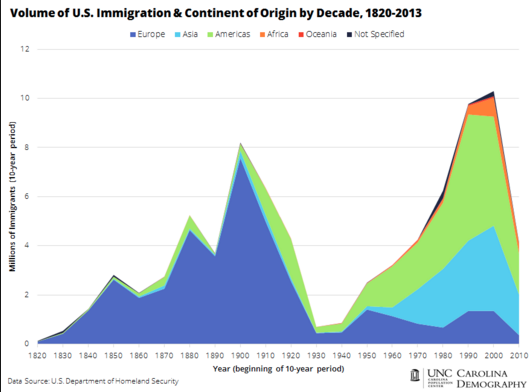 Volume of U.S. Immigration & Continent of Origin by Decade, 1820-2013
Europe Asia Americas Africa Oceania Not Specified
12
10
8
6
4
2
0
Millions of Immigrants (10-year period)
1820 1830 1840 1850 1860 1870 1880 1890 1900 1910 1920 1930 1940 1950 1960 1970 1980 1990 2000 2010
Year (beginning of 10-year period)
Data Source: U.S. Department of Homeland Security
UNC
CAROLINA
POPULATION
CENTER
CAROLINA
DEMOGRAPHY